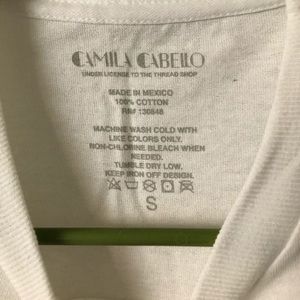 CAMILA CABELLO
UNDER LICENSE TO THE THREAD SHOP
MADE IN MEXICO
100% COTTON
RN# 130848
MACHINE WASH COLD WITH
LIKE COLORS ONLY.
NON-CHLORINE BLEACH WHEN
NEEDED.
TUMBLE DRY LOW.
KEEP IRON OFF DESIGN.
S